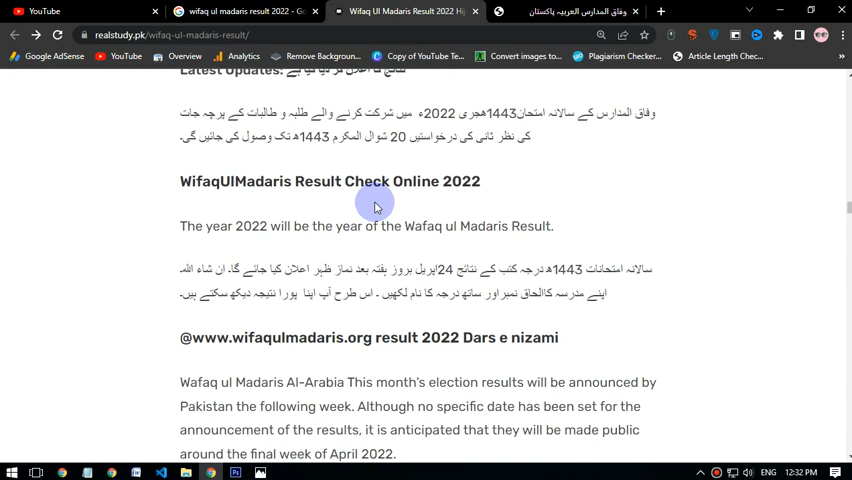 YouTube
wifaq ul madaris result 2022 - Go
Wifaq Ul Madaris Result 2022 Hij
وفاق المدارس العربیہ پاکستان
realstudy.pk/wifaq-ul-madaris-result/
Google AdSense
YouTube
Overview
Remove Background...
Copy of YouTube Te...
Convert images to...
Plagiarism Checker...
Article Length Chec...
Latest Updates: نتائج کا اعلان کر دیا گیا ہے
وفاق المدارس کے سالانہ امتحان1443ھجری 2022ء میں شرکت کرنے والے طلبہ و طالبات کے پرچہ جات
کی نظر ثانی کی درخواستیں 20 شوال المکرم 1443ھ تک وصول کی جائیں گی۔
WifaqUlMadaris Result Check Online 2022
The year 2022 will be the year of the Wafaq ul Madaris Result.
سالانہ امتحانات 1443ھ درجہ کتب کے نتائج 24اپریل بروز ہفتہ بعد نماز ظہر اعلان کیا جائے گا۔ ان شاء اللہ۔
اپنے مدرسہ کاالحاق نمبراور ساتھ درجہ کا نام لکھیں ۔ اس طرح آپ اپنا پورا نتیجہ دیکھ سکتے ہیں۔
@www.wifaqulmadaris.org result 2022 Dars e nizami
Wafaq ul Madaris Al-Arabia This month's election results will be announced by
Pakistan the following week. Although no specific date has been set for the
announcement of the results, it is anticipated that they will be made public
around the final week of April 2022.
ENG
12:32 PM